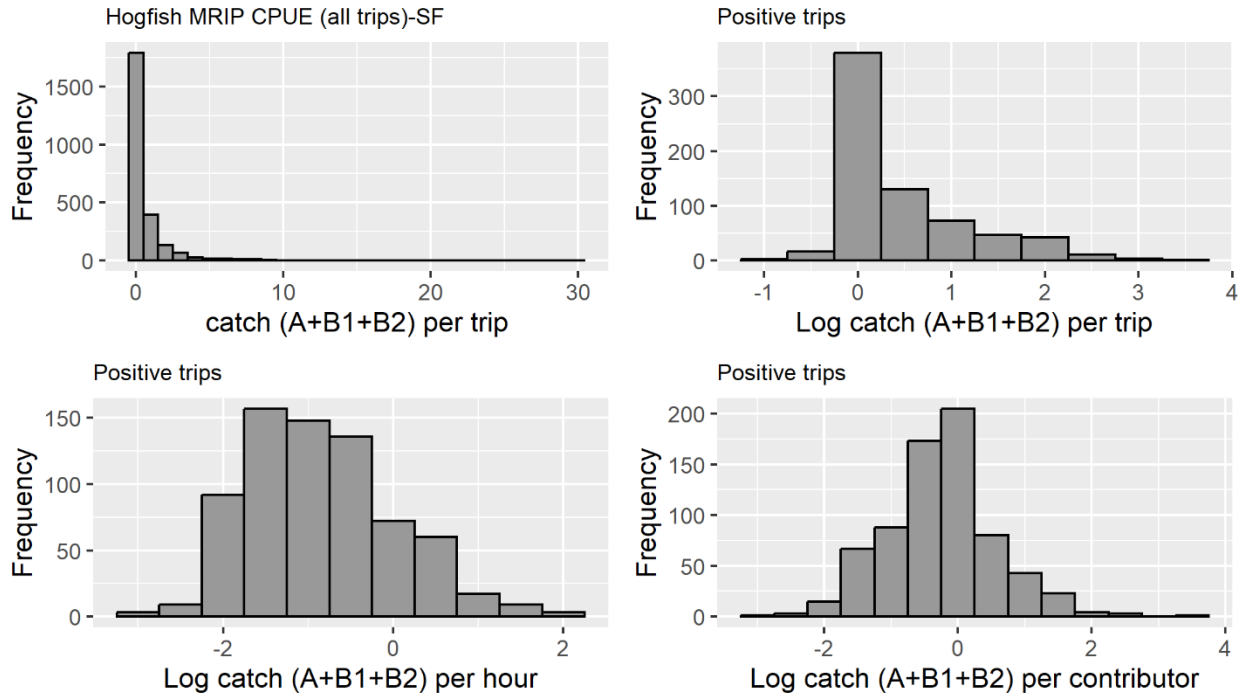 Hogfish MRIP CPUE (all trips)-SF
Frequency
1500
1000
500
0
0 10 20 30
catch (A+B1+B2) per trip
Positive trips
Frequency
300
200
100
0
-1 0 1 2 3 4
Log catch (A+B1+B2) per trip
Positive trips
Frequency
150
100
50
0
-2 0 2
Log catch (A+B1+B2) per hour
Positive trips
Frequency
200
150
100
50
0
-2 0 2 4
Log catch (A+B1+B2) per contributor